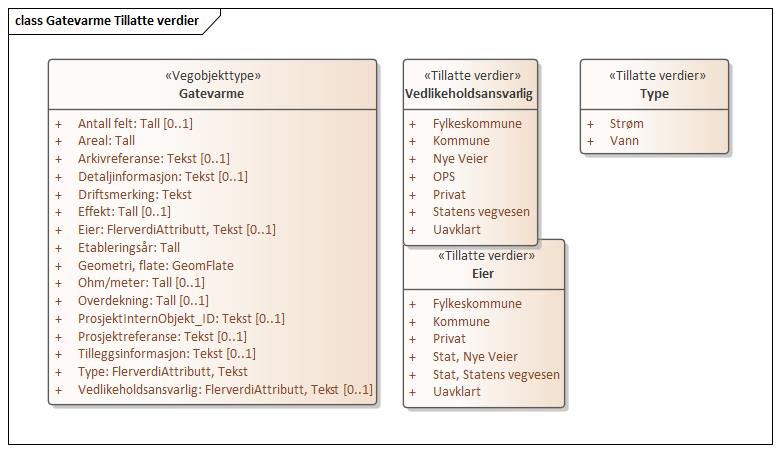 class Gatevarme Tillatte verdier
«Vegobjekttype»
Gatevarme
+ Antall felt: Tall [0..1]
+ Areal: Tall
+ Arkivreferanse: Tekst [0..1]
+ Detaljinformasjon: Tekst [0..1]
+ Driftsmerking: Tekst
+ Effekt: Tall [0..1]
+ Eier: FlerverdiAttributt, Tekst [0..1]
+ Etableringsår: Tall
+ Geometri, flate: GeomFlate
+ Ohm/meter: Tall [0..1]
+ Overdekning: Tall [0..1]
+ ProsjektInternObjekt_ID: Tekst [0..1]
+ Prosjektreferanse: Tekst [0..1]
+ Tilleggsinformasjon: Tekst [0..1]
+ Type: FlerverdiAttributt, Tekst
+ Vedlikeholdsansvarlig: FlerverdiAttributt, Tekst [0..1]
«Tillatte verdier»
Vedlikeholdsansvarlig
+ Fylkeskommune
+ Kommune
+ Nye Veier
+ OPS
+ Privat
+ Statens vegvesen
+ Uavklart
«Tillatte verdier»
Eier
+ Fylkeskommune
+ Kommune
+ Privat
+ Stat, Nye Veier
+ Stat, Statens vegvesen
+ Uavklart
«Tillatte verdier»
Type
+ Strøm
+ Vann